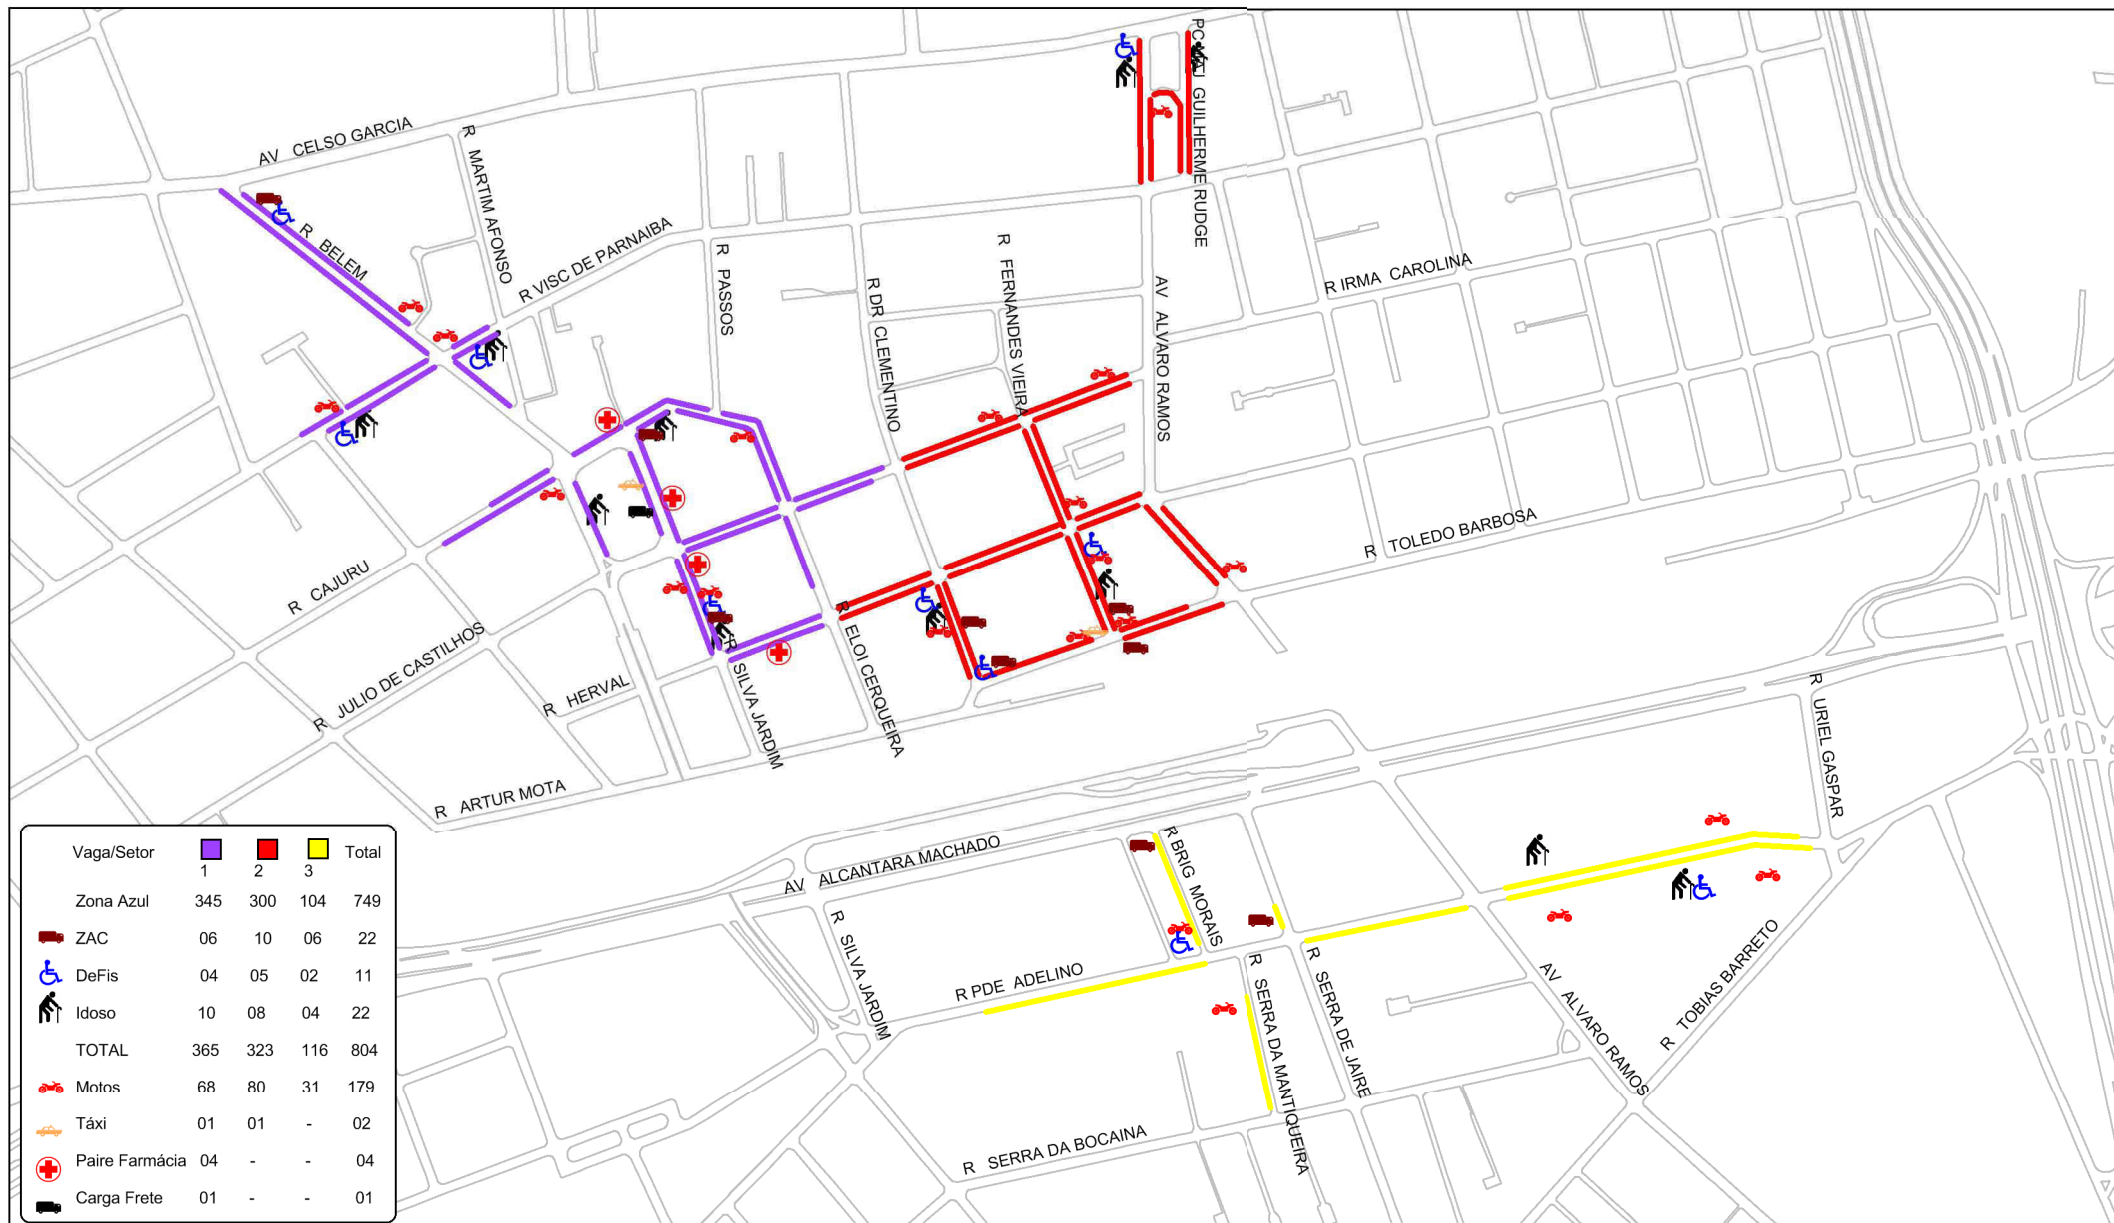 PC
GUILHERME RUDGE
AV CELSO GARCIA
R MARTIM AFONSO
R BELEM
R VISC DE PARNAIBA
R PASSOS
R DR CLEMENTINO
R FERNANDES VIEIRA
AV ALVARO RAMOS
R IRMA CAROLINA
R TOLEDO BARBOSA
R CAJURU
R JULIO DE CASTILHOS
R HERVAL
R SILVA JARDIM
R ELOI CERQUEIRA
R ARTUR MOTA
R URIEL GASPAR
AV ALCANTARA MACHADO
R BRIG MORAIS
R SILVA JARDIM
R PDE ADELINO
R SERRA DA MANTIQUEIRA
R SERRA DE JAIRE
AV ALVARO RAMOS
R TOBIAS BARRETO
R SERRA DA BOCAINA
Vaga/Setor 1 2 3 Total
Zona Azul 345 300 104 749
ZAC 06 10 06 22
DeFis 04 05 02 11
Idoso 10 08 04 22
TOTAL 365 323 116 804
Motos 68 80 31 179
Táxi 01 01 - 02
Paire Farmácia 04 - - 04
Carga Frete 01 - - 01